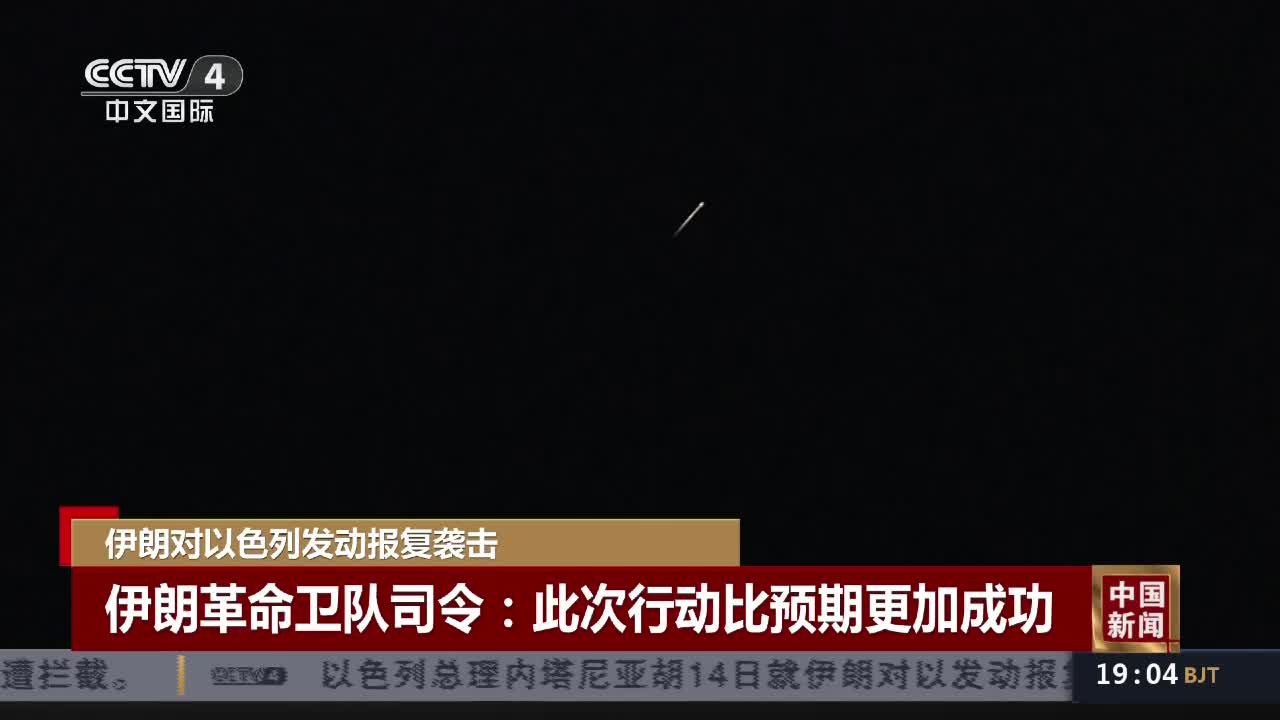 CCTV 4
中文国际
伊朗对以色列发动报复袭击
伊朗革命卫队司令：此次行动比预期更加成功
中国
新闻
遭拦截。 CCTV 4 以色列总理内塔尼亚胡14日就伊朗对以发动报
19:04 BJT